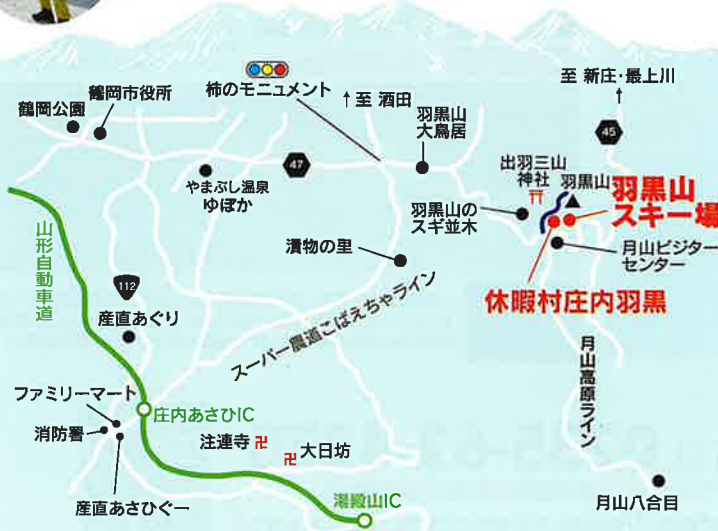 至 新庄・最上川
柿のモニュメント
↑至 酒田
鶴岡公園
鶴岡市役所
羽黒山
大鳥居
45
47
出羽三山
神社
羽黒山
羽黒山
スキー場
やまぶし温泉
ゆぽか
羽黒山の
スギ並木
山形自動車道
漬物の里
月山ビジター
センター
112
休暇村庄内羽黒
産直あぐり
スーパー農道こばえちゃライン
月山高原ライン
ファミリーマート
庄内あさひIC
消防署
注連寺
大日坊
産直あさひぐー
湯殿山IC
月山八合目